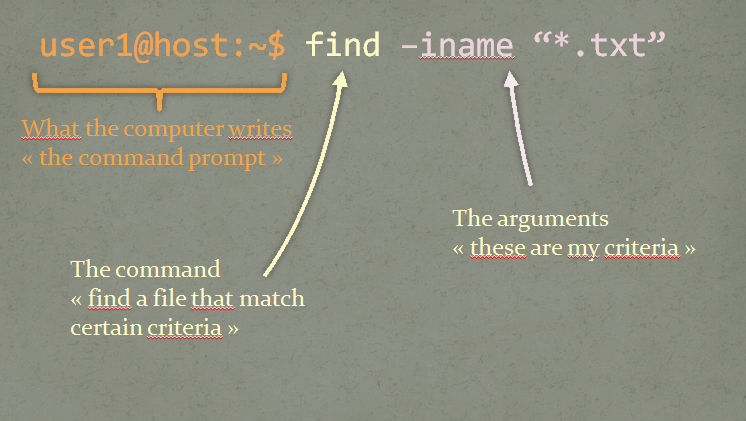 user1@host:~$ find –iname “*.txt”
What the computer writes
« the command prompt »
The arguments
« these are my criteria »
The command
« find a file that match
certain criteria »